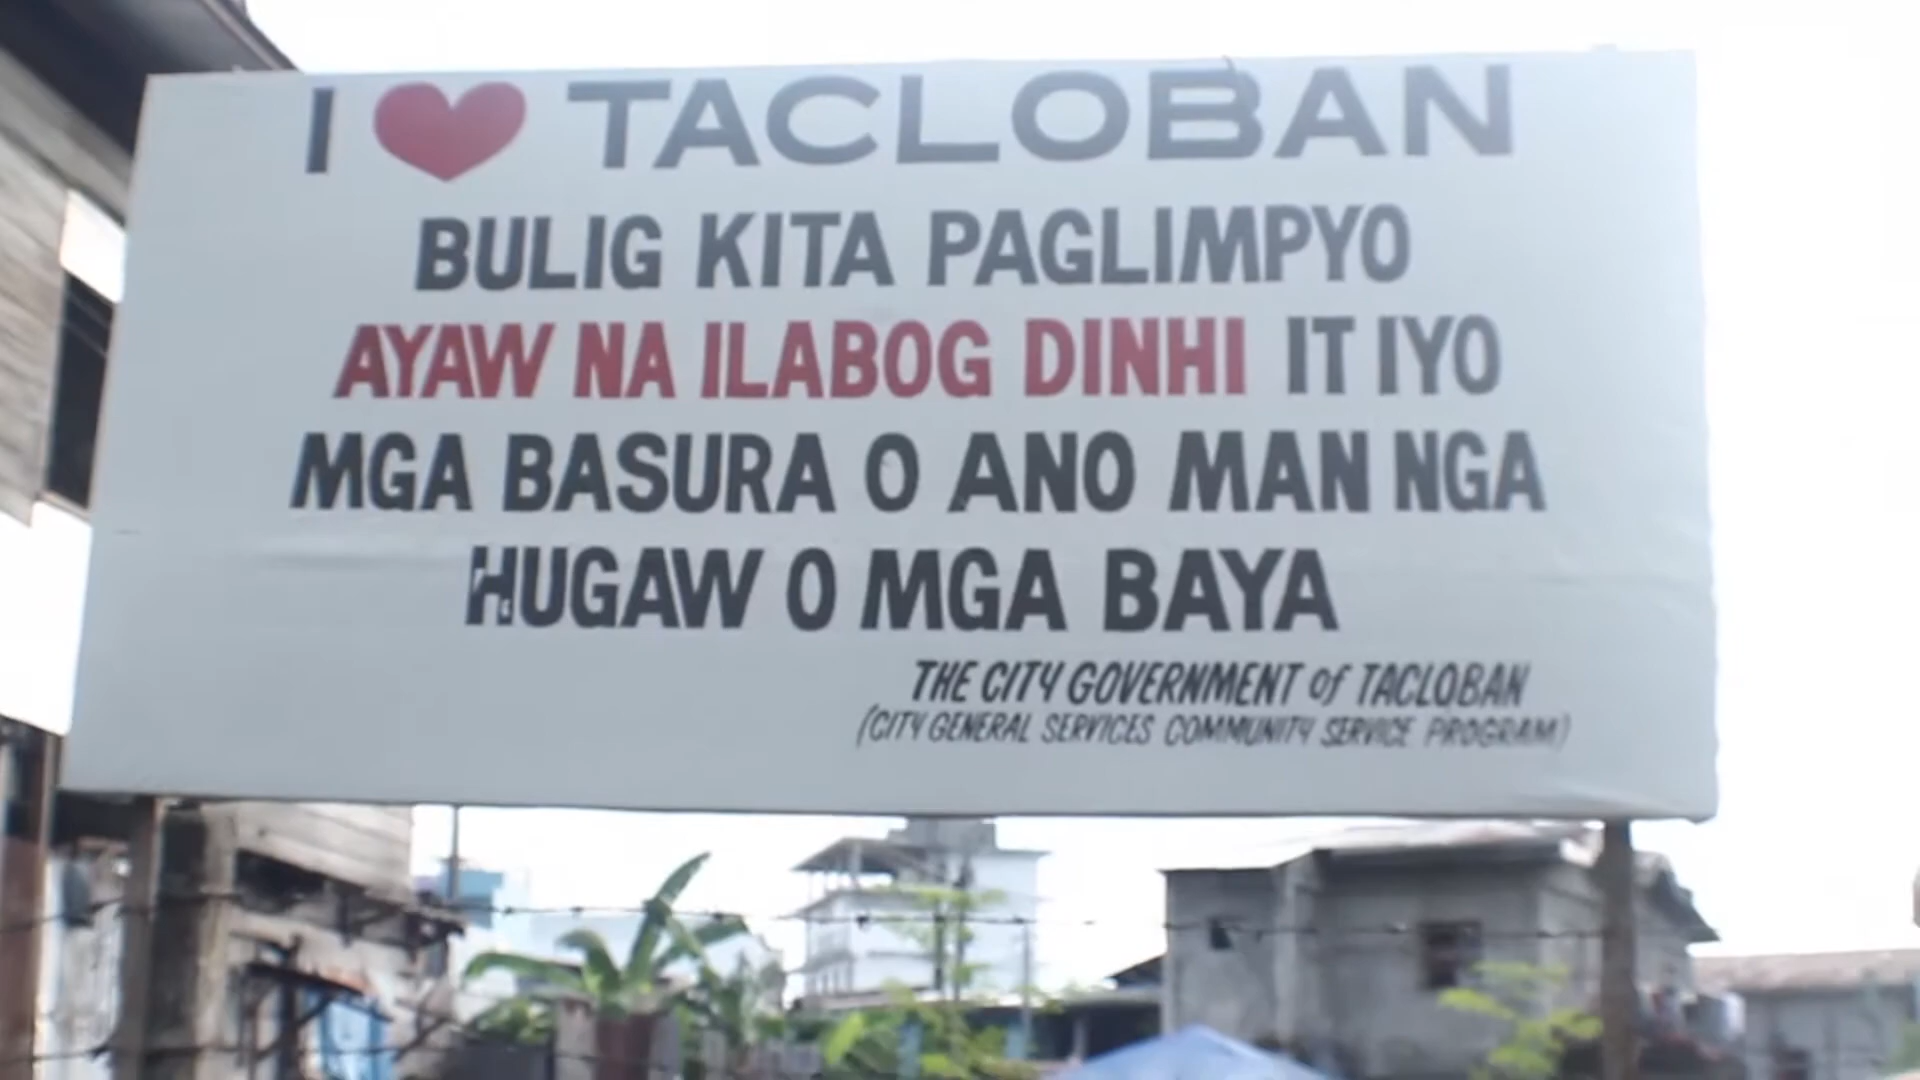 I ❤ TACLOBAN
BULIG KITA PAGLIMPYO
AYAW NA ILABOG DINHI IT IYO
MGA BASURA O ANO MAN NGA
HUGAW O MGA BAYA
THE CITY GOVERNMENT of TACLOBAN
(CITY GENERAL SERVICES COMMUNITY SERVICE PROGRAM)